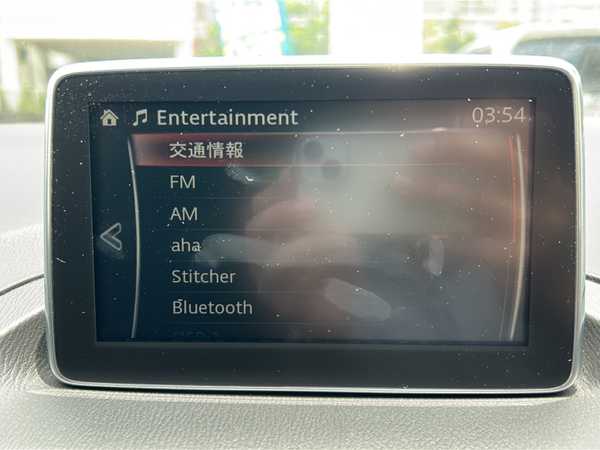 Entertainment 03:54
交通情報
FM
AM
aha
Stitcher
Bluetooth